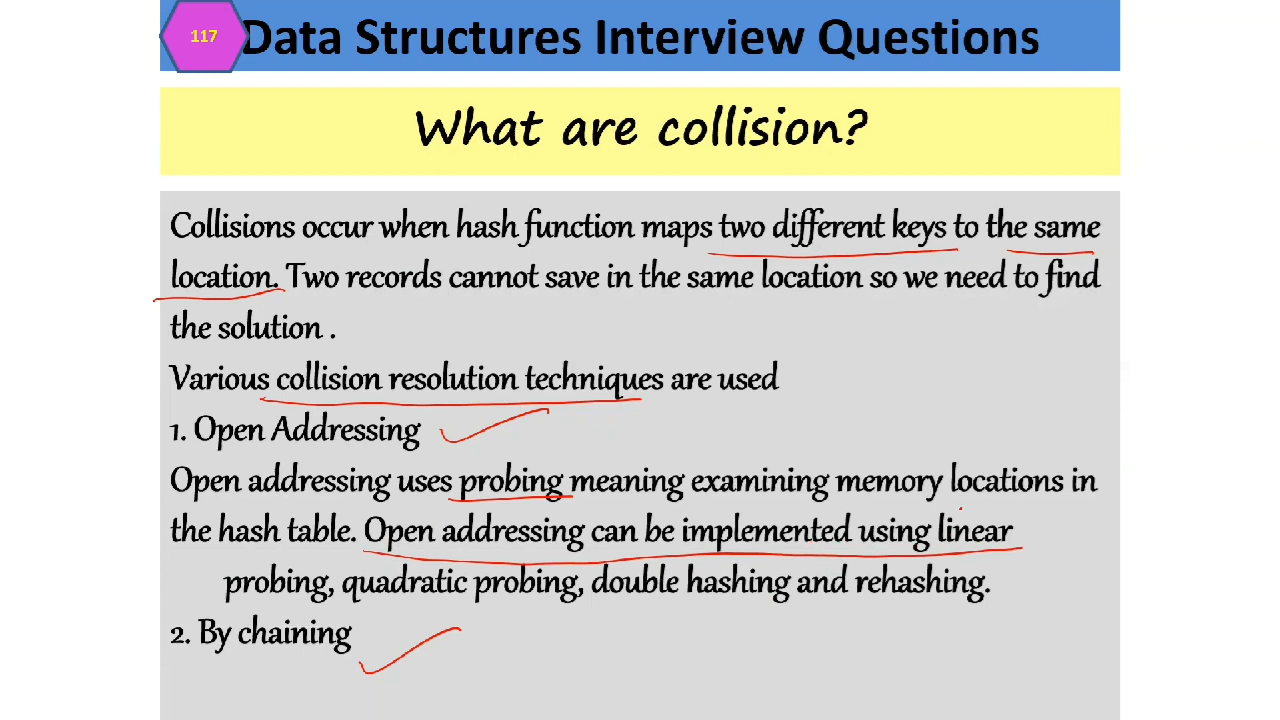 117
Data Structures Interview Questions
What are collision?
Collisions occur when hash function maps two different keys to the same
location. Two records cannot save in the same location so we need to find
the solution .
Various collision resolution techniques are used
1. Open Addressing
Open addressing uses probing meaning examining memory locations in
the hash table. Open addressing can be implemented using linear
probing, quadratic probing, double hashing and rehashing.
2. By chaining